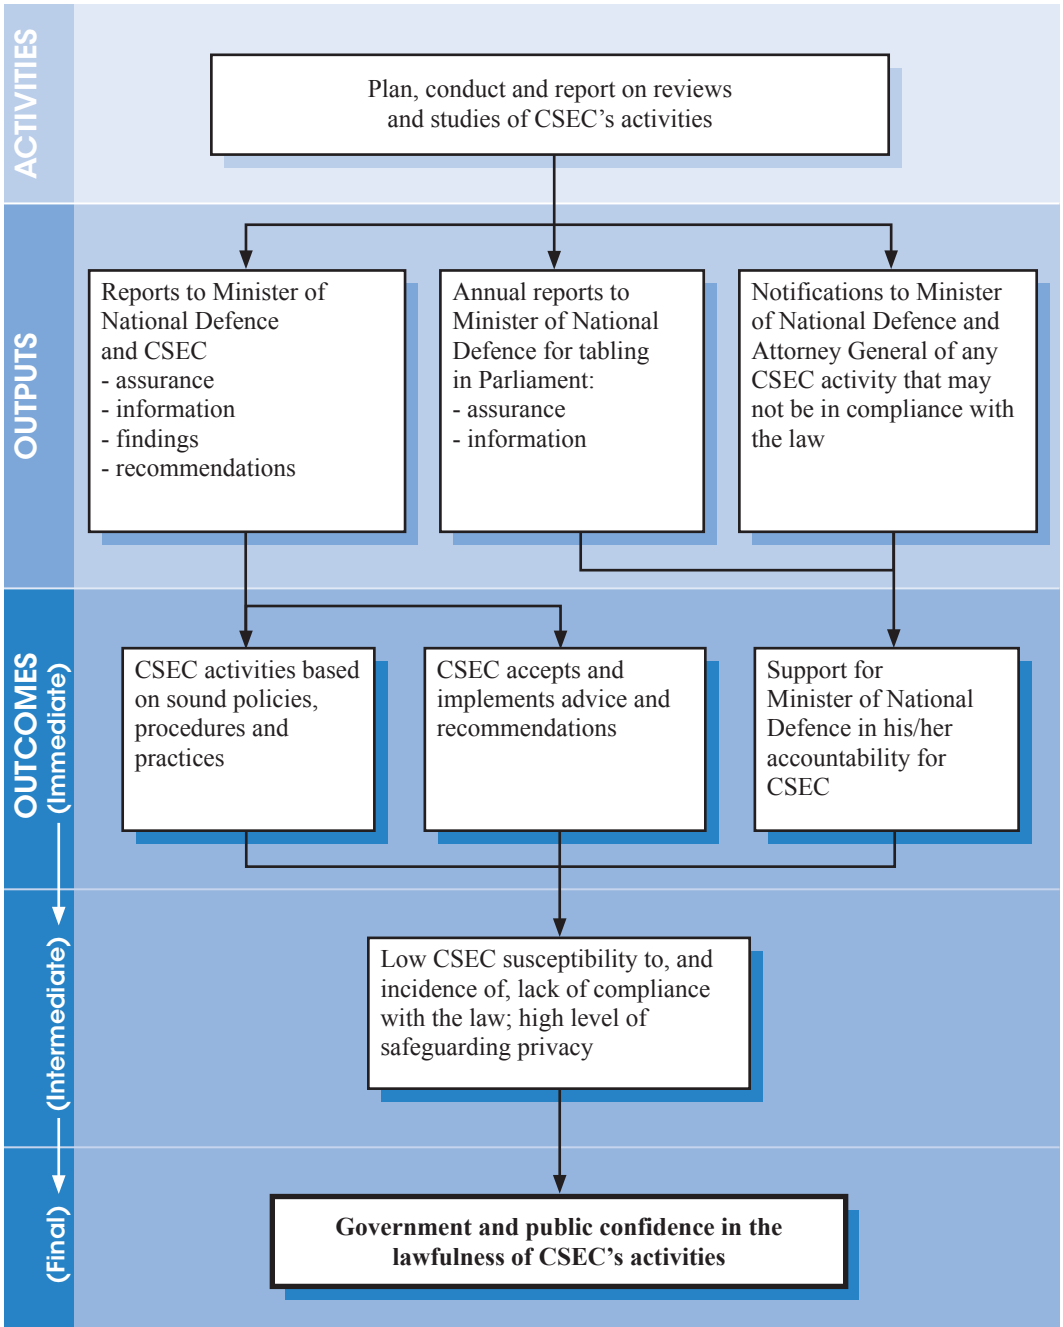 ACTIVITIES
Plan, conduct and report on reviews
and studies of CSEC's activities
OUTPUTS
Reports to Minister of
National Defence
and CSEC
- assurance
- information
- findings
- recommendations
Annual reports to
Minister of National
Defence for tabling
in Parliament:
- assurance
- information
Notifications to Minister
of National Defence and
Attorney General of any
CSEC activity that may
not be in compliance with
the law
OUTCOMES
(Immediate)
CSEC activities based
on sound policies,
procedures and
practices
CSEC accepts and
implements advice and
recommendations
Support for
Minister of National
Defence in his/her
accountability for
CSEC
(Intermediate)
Low CSEC susceptibility to, and
incidence of, lack of compliance
with the law; high level of
safeguarding privacy
(Final)
Government and public confidence in the
lawfulness of CSEC's activities